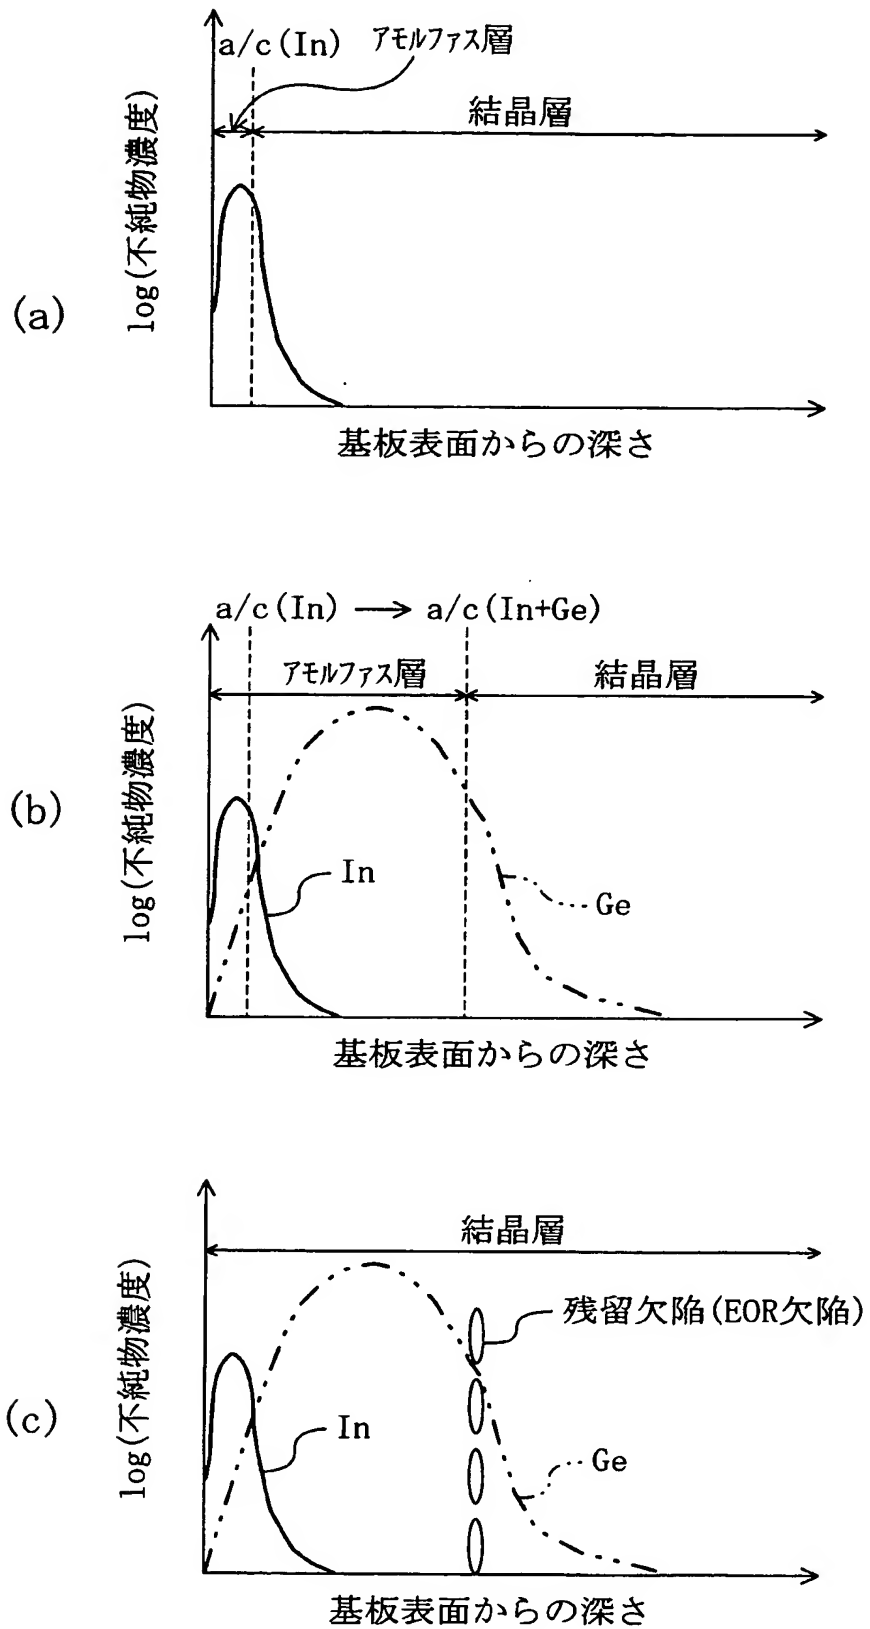 a/c(In) アモルファス層
結晶層
log(不純物濃度)
(a)
基板表面からの深さ
a/c(In) → a/c(In+Ge)
アモルファス層 結晶層
log(不純物濃度)
(b)
In
Ge
基板表面からの深さ
結晶層
残留欠陥(EOR欠陥)
log(不純物濃度)
(c)
In
Ge
基板表面からの深さ